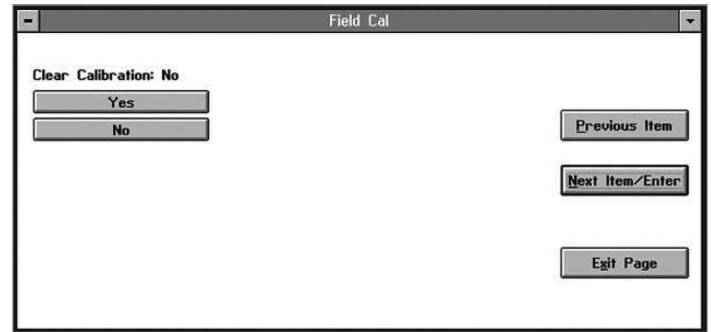 Field Cal
Clear Calibration: No
Yes
No
Previous Item
Next Item/Enter
Exit Page